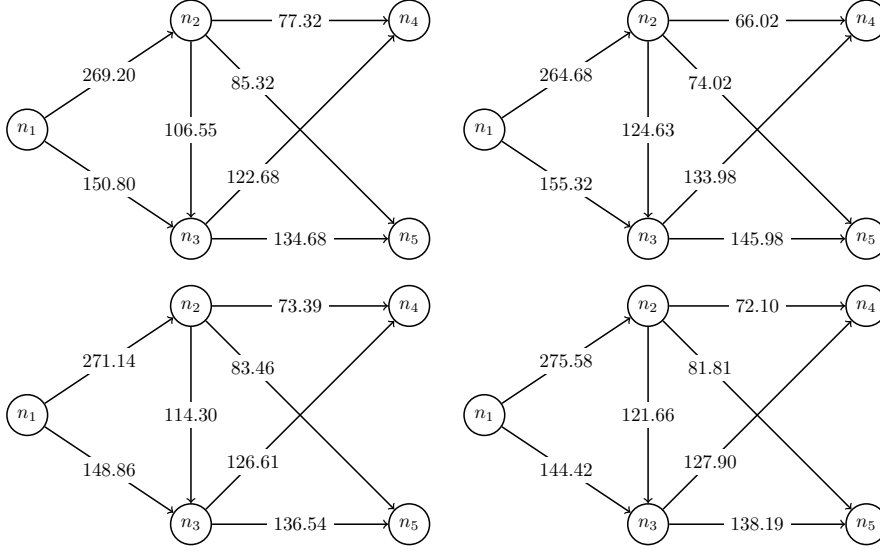 n2 77.32 n4
269.20 85.32
n1 106.55
150.80 122.68
n3 134.68 n5
n2 66.02 n4
264.68 74.02
n1 124.63
155.32 133.98
n3 145.98 n5
n2 73.39 n4
271.14 83.46
n1 114.30
148.86 126.61
n3 136.54 n5
n2 72.10 n4
275.58 81.81
n1 121.66
144.42 127.90
n3 138.19 n5